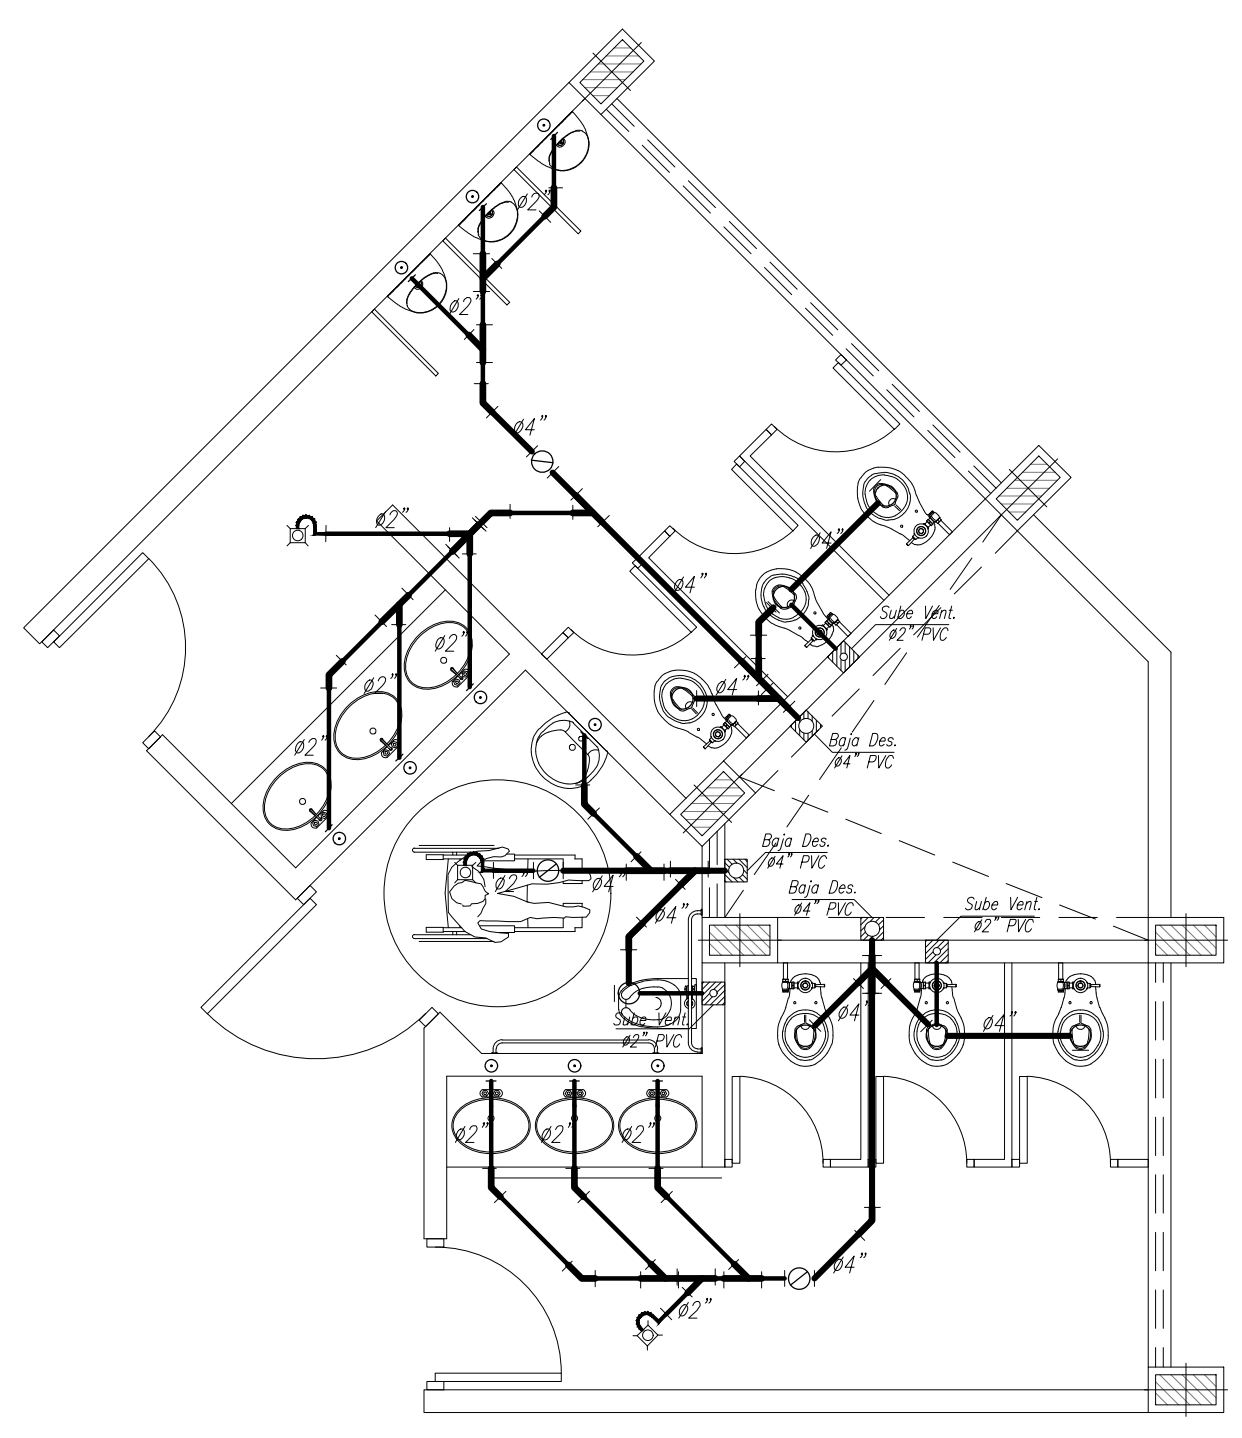 ø2"
ø2"
ø4"
ø2"
ø4"
ø4"
Sube Vent.
ø2" PVC
ø2"
ø2"
ø4"
ø2"
Baja Des.
ø4" PVC
Baja Des.
ø4" PVC
ø2"
ø4"
Baja Des.
ø4" PVC
ø4"
Sube Vent.
ø2" PVC
Sube Vent.
ø2" PVC
ø4"
ø4"
ø2"
ø2"
ø2"
ø4"
ø2"